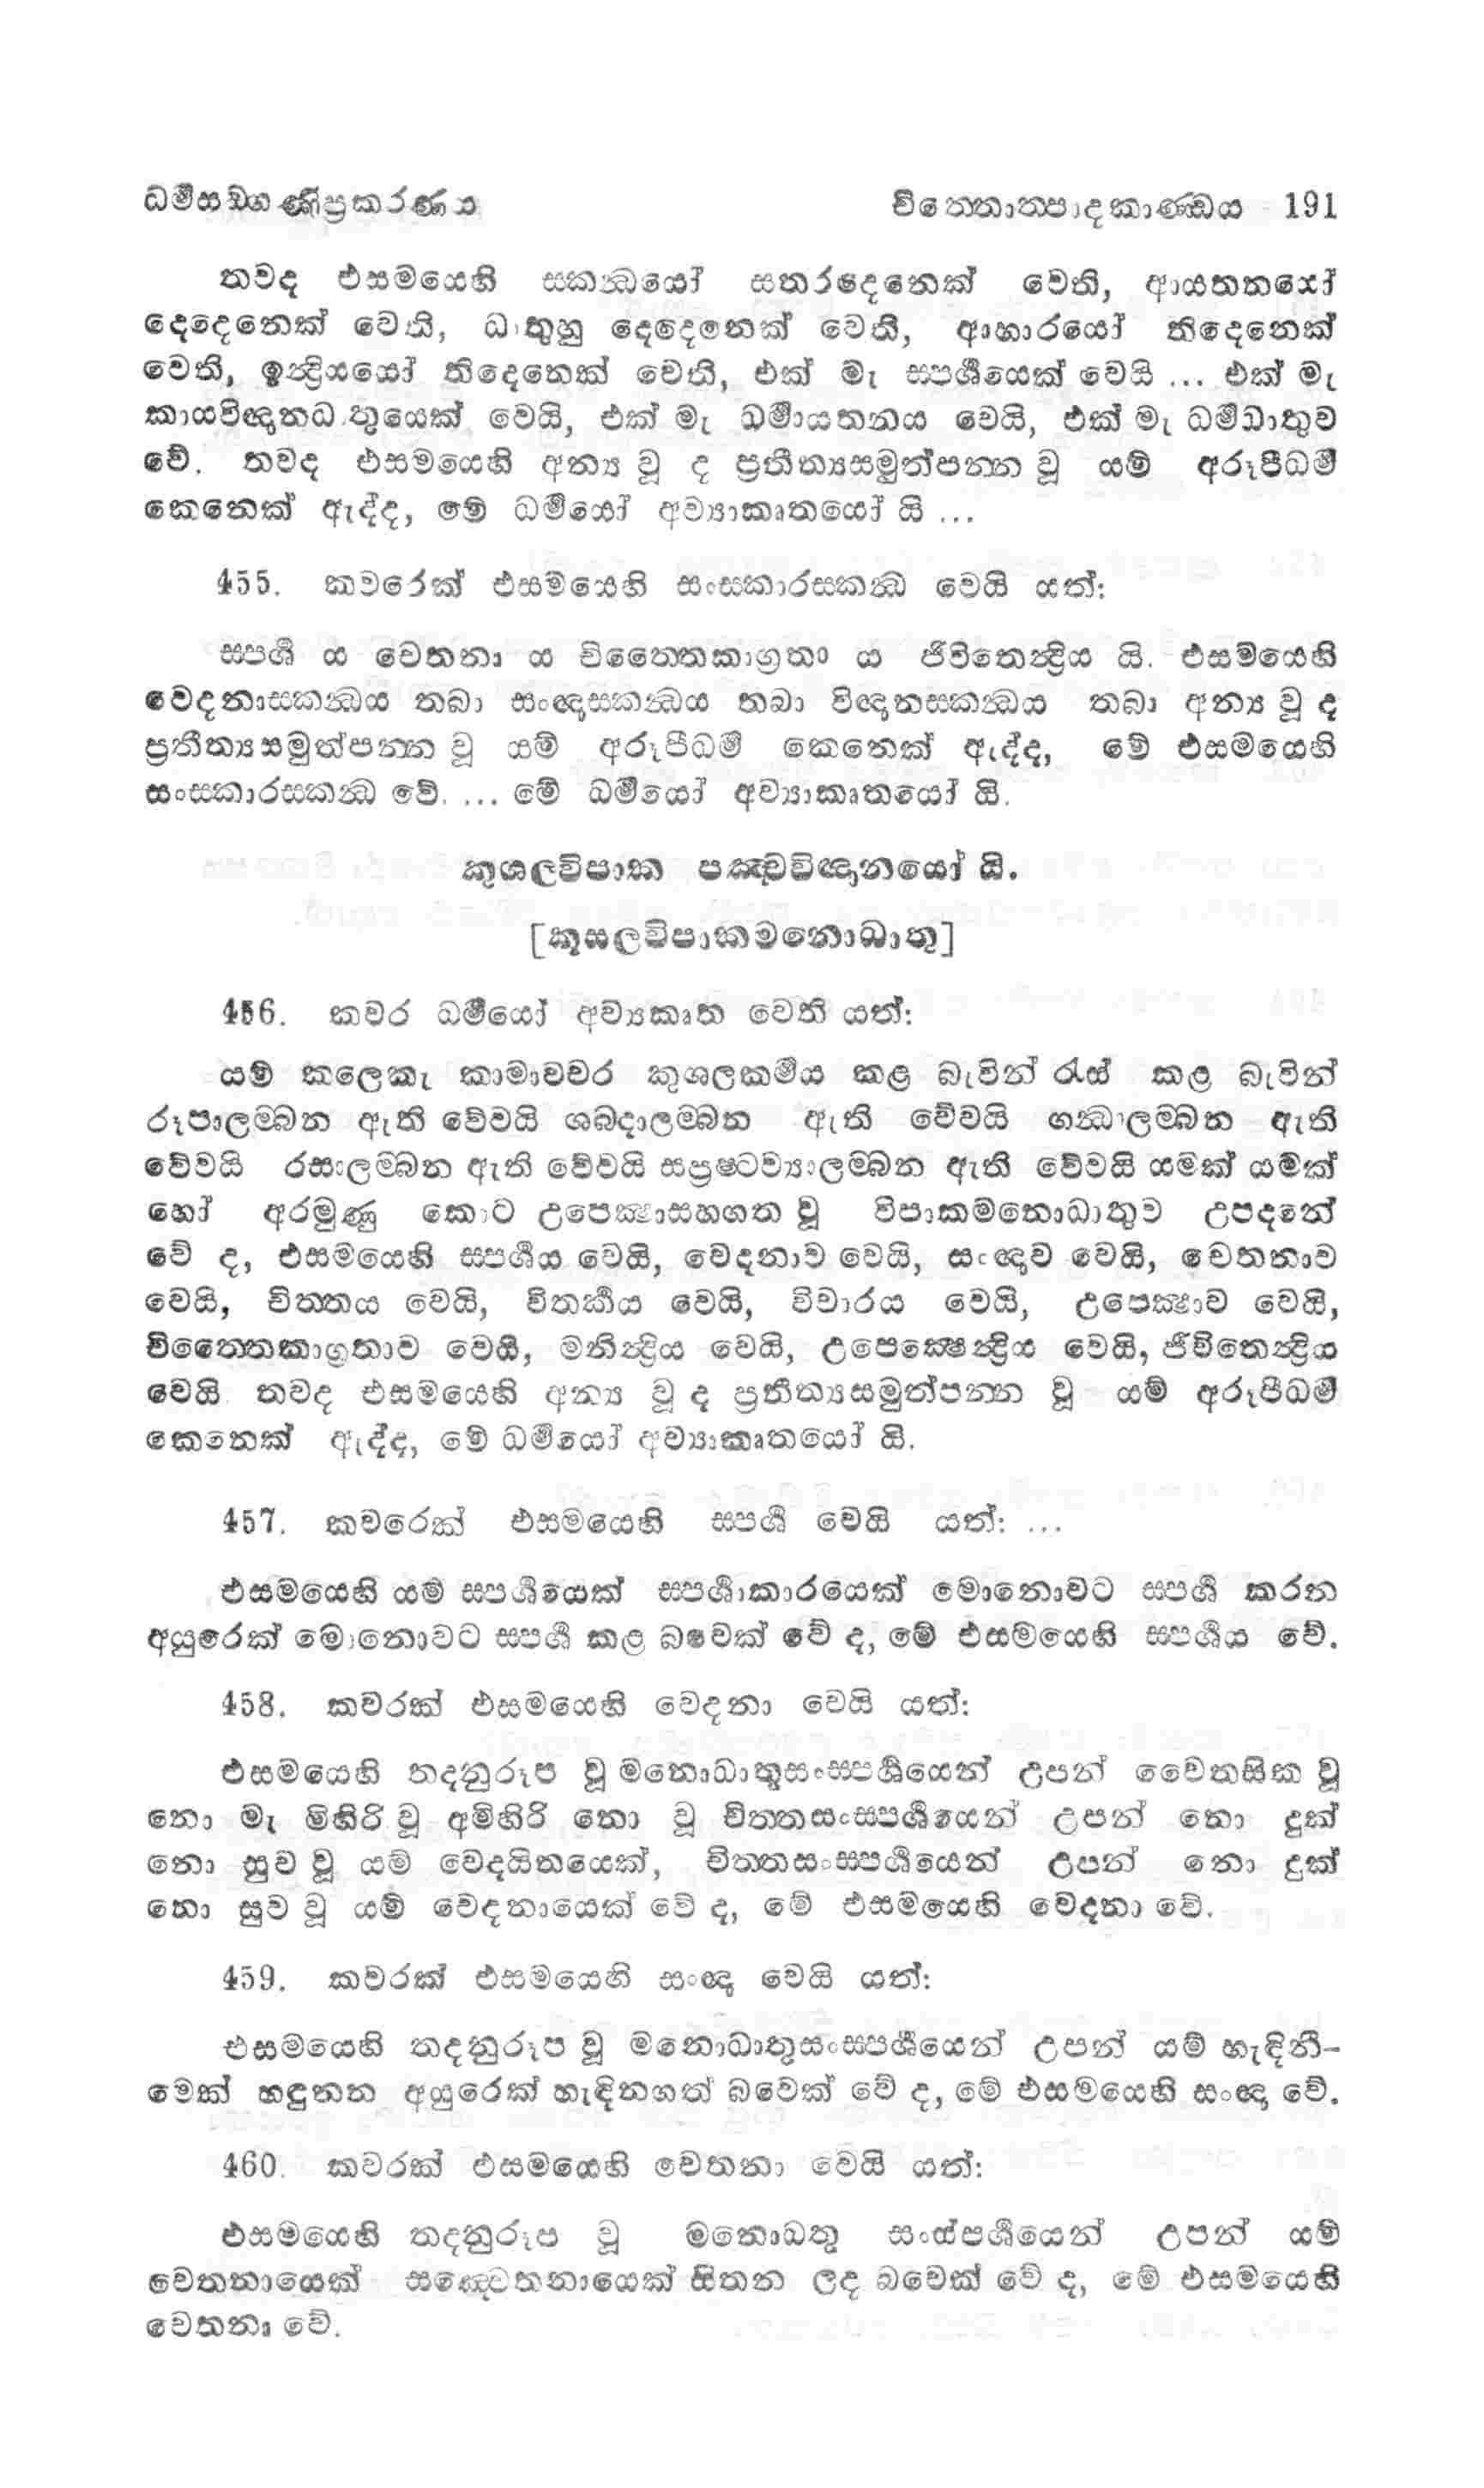 ධර්‍මසඞ්ගණීප්‍රකරණය
චිත්තොත්පාදකාණ්ඩය 191
තවද එසමයෙහි ස්කන්‍ධයෝ සතරදෙනෙක් වෙති, ආයතනයෝ
දෙදෙනෙක් වෙති, ධාතුහු දෙදෙනෙක් වෙති, ආහාරයෝ තිදෙනෙක්
වෙති, ඉන්‍ද්‍රියයෝ තිදෙනෙක් වෙති, එක් මැ ස්පර්‍ශයෙක් වෙයි ... එක් මැ
කායවිඥානධාතුයෙක් වෙයි, එක් මැ ධර්‍මායතනය වෙයි, එක් මැ ධර්‍මධාතුව
වේ. තවද එසමයෙහි අන්‍ය වූ ද ප්‍රතීත්‍යසමුත්පන්න වූ යම් අරූපීධර්‍ම
කෙනෙක් ඇද්ද, මේ ධර්‍මයෝ අව්‍යාකෘතයෝ යි ...
455. කවරෙක් එසමයෙහි සංස්කාරස්කන්‍ධ වෙයි යත්:
ස්පර්‍ශ ය චෙතනා ය චිත්තෛකාග්‍රතා ය ජීවිතෙන්‍ද්‍රිය යි. එසමයෙහි
වෙදනාස්කන්‍ධය තබා සංඥාස්කන්‍ධය තබා විඥානස්කන්‍ධය තබා අන්‍ය වූ ද
ප්‍රතීත්‍යසමුත්පන්න වූ යම් අරූපීධර්‍ම කෙනෙක් ඇද්ද, මේ එසමයෙහි
සංස්කාරස්කන්‍ධ වේ. ... මේ ධර්‍මයෝ අව්‍යාකෘතයෝ යි.
කුශලවිපාක පඤ්චවිඥානයෝ යි.
[කුසලවිපාකමනොධාතු]
456. කවර ධර්‍මයෝ අව්‍යකෘත වෙති යත්:
යම් කලෙකැ කාමාවචර කුශලකර්‍මය කළ බැවින් රැස් කළ බැවින්
රූපාලම්බන ඇති වේවයි ශබ්දාලම්බන ඇති වේවයි ගන්‍ධාලම්බන ඇති
වේවයි රසාලම්බන ඇති වේවයි ස්ප්‍රෂ්ටව්‍යාලම්බන ඇති වේවයි යමක් යමක්
හෝ අරමුණු කොට උපෙක්‍ෂාසහගත වූ විපාකමනොධාතුව උපදනේ
වේ ද, එසමයෙහි ස්පර්‍ශය වෙයි, වෙදනාව වෙයි, සංඥාව වෙයි, චෙතනාව
වෙයි, චිත්තය වෙයි, විතර්‍කය වෙයි, විචාරය වෙයි, උපෙක්‍ෂාව වෙයි,
චිත්තෛකාග්‍රතාව වෙයි, මනින්‍ද්‍රිය වෙයි, උපෙක්‍ෂෙන්‍ද්‍රිය වෙයි, ජීවිතෙන්‍ද්‍රිය
වෙයි තවද එසමයෙහි අන්‍ය වූ ද ප්‍රතීත්‍යසමුත්පන්න වූ යම් අරූපීධර්‍ම
කෙනෙක් ඇද්ද, මේ ධර්‍මයෝ අව්‍යාකෘතයෝ යි.
457. කවරෙක් එසමයෙහි ස්පර්‍ශ වෙයි යත්: ...
එසමයෙහි යම් ස්පර්‍ශයෙක් ස්පර්‍ශාකාරයෙක් මොනොවට ස්පර්‍ශ කරන
අයුරෙක් මොනොවට ස්පර්‍ශ කළ බවෙක් වේ ද, මේ එසමයෙහි ස්පර්‍ශය වේ.
458. කවරක් එසමයෙහි වෙදනා වෙයි යත්:
එසමයෙහි තදනුරූප වූ මනොධාතුසංස්පර්‍ශයෙන් උපන් චෛතසික වූ
නො මැ මිහිරි වූ අමිහිරි නො වූ චිත්තසංස්පර්‍ශයෙන් උපන් නො දුක්
නො සුව වූ යම් වෙදයිතයෙක්, චිත්තසංස්පර්‍ශයෙන් උපන් නො දුක්
නො සුව වූ යම් වෙදනායෙක් වේ ද, මේ එසමයෙහි වෙදනා වේ.
459. කවරක් එසමයෙහි සංඥා වෙයි යත්:
එසමයෙහි තදනුරූප වූ මනොධාතුසංස්පර්‍ශයෙන් උපන් යම් හැඳිනී-
මෙක් හඳුනන අයුරෙක් හැඳිනගත් බවෙක් වේ ද, මේ එසමයෙහි සංඥා වේ.
460. කවරක් එසමයෙහි චෙතනා වෙයි යත්:
එසමයෙහි තදනුරූප වූ මනොධතු සංස්පර්‍ශයෙන් උපන් යම්
චෙතනායෙක් සඤ්චෙතනායෙක් සිතන ලද බවෙක් වේ ද, මේ එසමයෙහි
චෙතනා වේ.